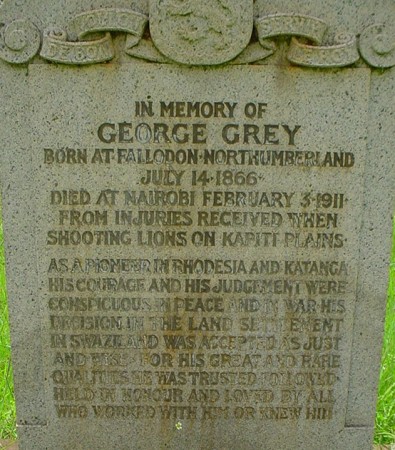 DE BON
IN MEMORY OF
GEORGE GREY
BORN AT FALLODON·NORTHUMBERLAND
JULY 14·1866·
DIED AT NAIROBI FEBRUARY 3·1911·
FROM INJURIES RECEIVED WHEN
SHOOTING LIONS ON KAPITI PLAINS·
AS A PIONEER IN RHODESIA AND KATANGA
HIS COURAGE AND HIS JUDGEMENT WERE
CONSPICUOUS IN PEACE AND IN WAR·HIS
DECISION IN THE LAND SETTLEMENT
IN SWAZILAND WAS ACCEPTED AS JUST
AND WISE· FOR HIS GREAT AND RARE
QUALITIES HE WAS TRUSTED FOLLOWED
HELD IN HONOUR AND LOVED BY ALL
WHO WORKED WITH HIM OR KNEW HIM